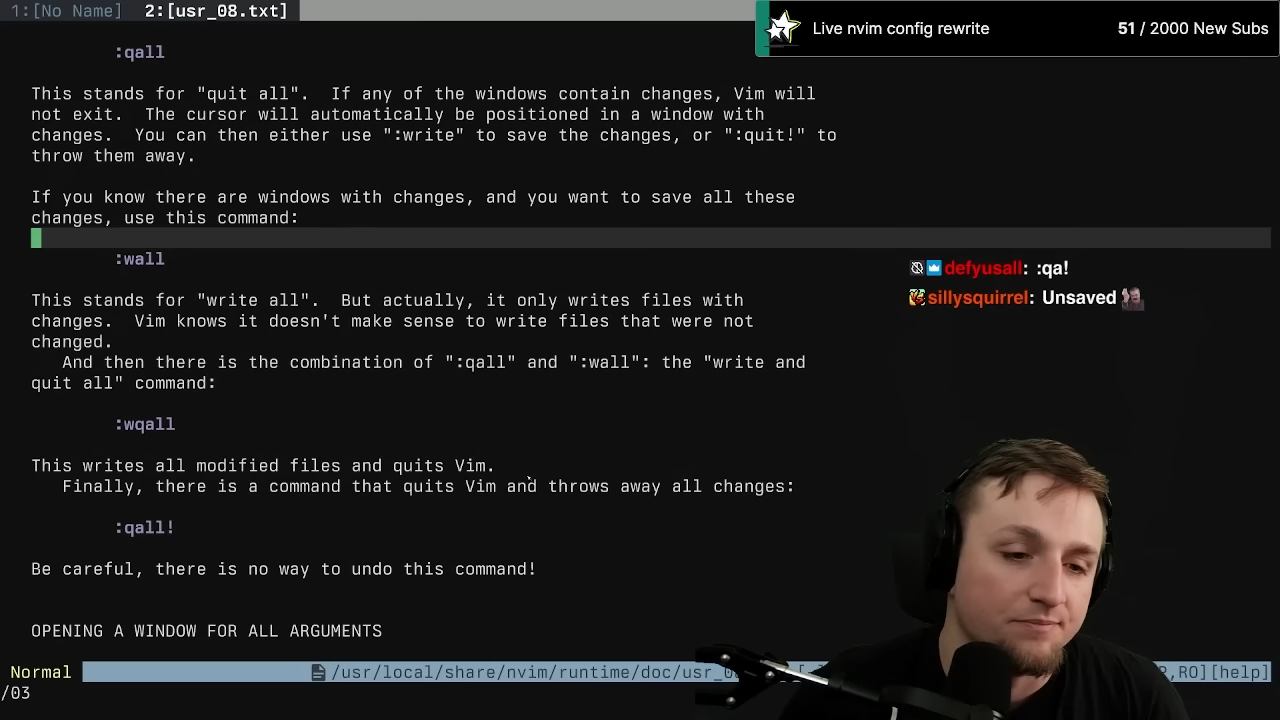 1:[No Name]  2:[usr_08.txt]
Live nvim config rewrite
51 / 2000 New Subs
:qall
This stands for "quit all".  If any of the windows contain changes, Vim will
not exit.  The cursor will automatically be positioned in a window with
changes.  You can then either use ":write" to save the changes, or ":quit!" to
throw them away.
If you know there are windows with changes, and you want to save all these
changes, use this command:
:wall
defyusall: :qa!
sillysquirrel: Unsaved
This stands for "write all".  But actually, it only writes files with
changes.  Vim knows it doesn't make sense to write files that were not
changed.
And then there is the combination of ":qall" and ":wall": the "write and
quit all" command:
:wqall
This writes all modified files and quits Vim.
Finally, there is a command that quits Vim and throws away all changes:
:qall!
Be careful, there is no way to undo this command!
OPENING A WINDOW FOR ALL ARGUMENTS
Normal
/usr/local/share/nvim/runtime/doc/usr_0
,RO][help]
/03